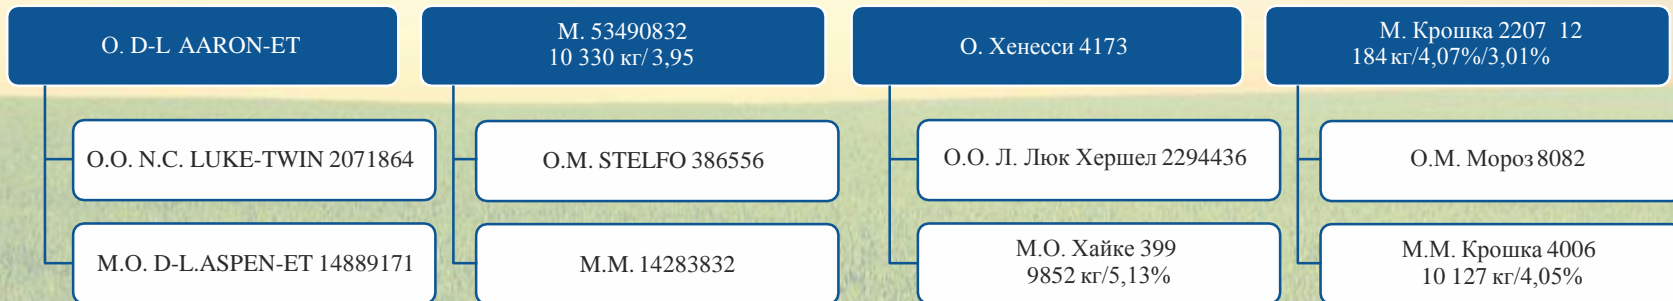 О. D-L AARON-ET
М. 53490832
10 330 кг/ 3,95
О.О. N.C. LUKE-TWIN 2071864
О.М. STELFO 386556
М.О. D-L.ASPEN-ET 14889171
М.М. 14283832
О. Хенесси 4173
М. Крошка 2207 12
184 кг/4,07%/3,01%
О.О. Л. Люк Хершел 2294436
О.М. Мороз 8082
М.О. Хайке 399
9852 кг/5,13%
М.М. Крошка 4006
10 127 кг/4,05%